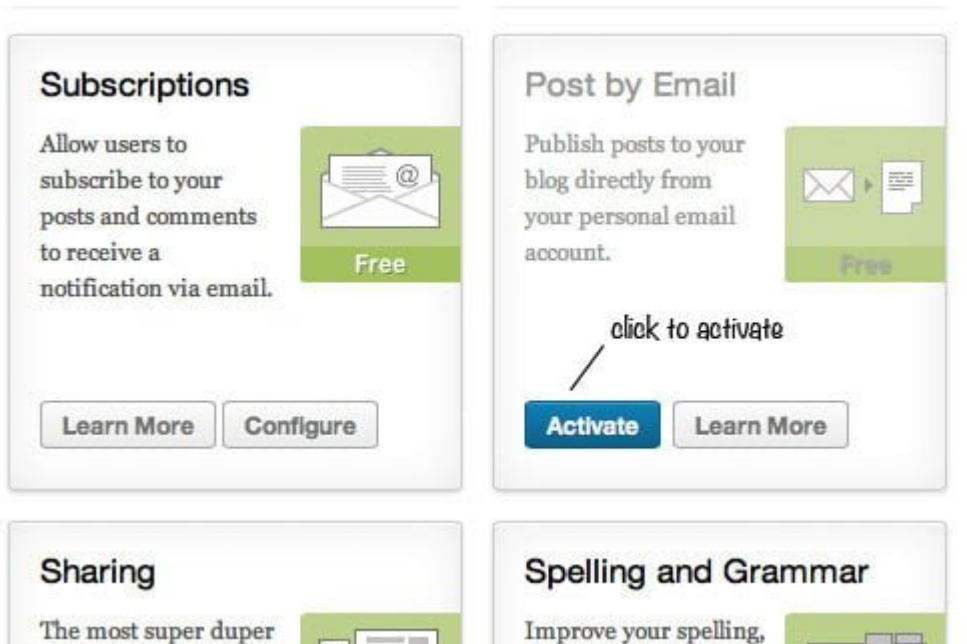 Subscriptions
Allow users to
subscribe to your
posts and comments
to receive a
notification via email.
@
Free
Learn More
Configure
Post by Email
Publish posts to your
blog directly from
your personal email
account.
Free
click to activate
Activate
Learn More
Sharing
The most super duper
Spelling and Grammar
Improve your spelling,